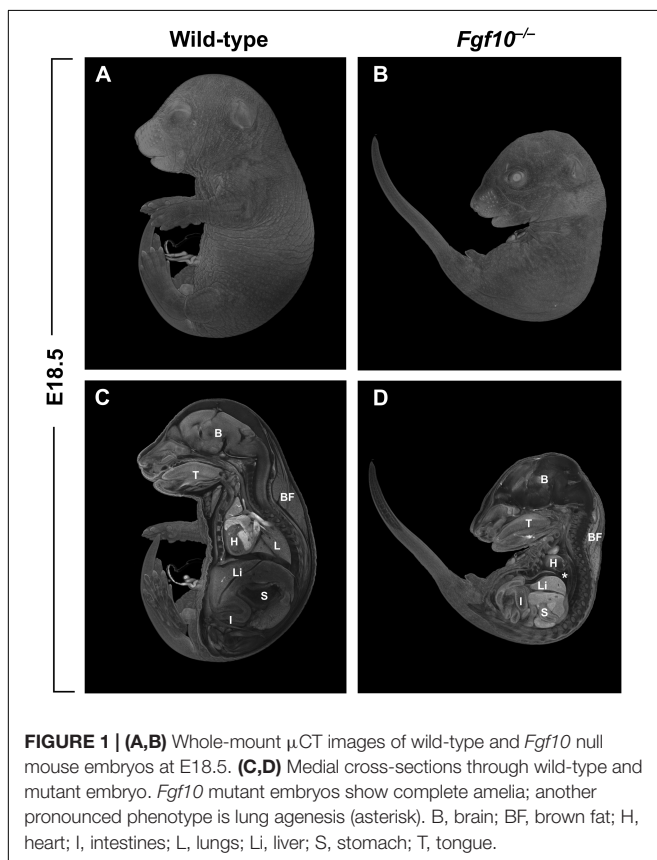 Wild-type
Fgf10−/−
E18.5
A
B
C
B
T
BF
H
L
Li
S
I
D
B
T
BF
H
*
Li
I
S
FIGURE 1 | (A,B) Whole-mount μCT images of wild-type and Fgf10 null
mouse embryos at E18.5. (C,D) Medial cross-sections through wild-type and
mutant embryo. Fgf10 mutant embryos show complete amelia; another
pronounced phenotype is lung agenesis (asterisk). B, brain; BF, brown fat; H,
heart; I, intestines; L, lungs; Li, liver; S, stomach; T, tongue.